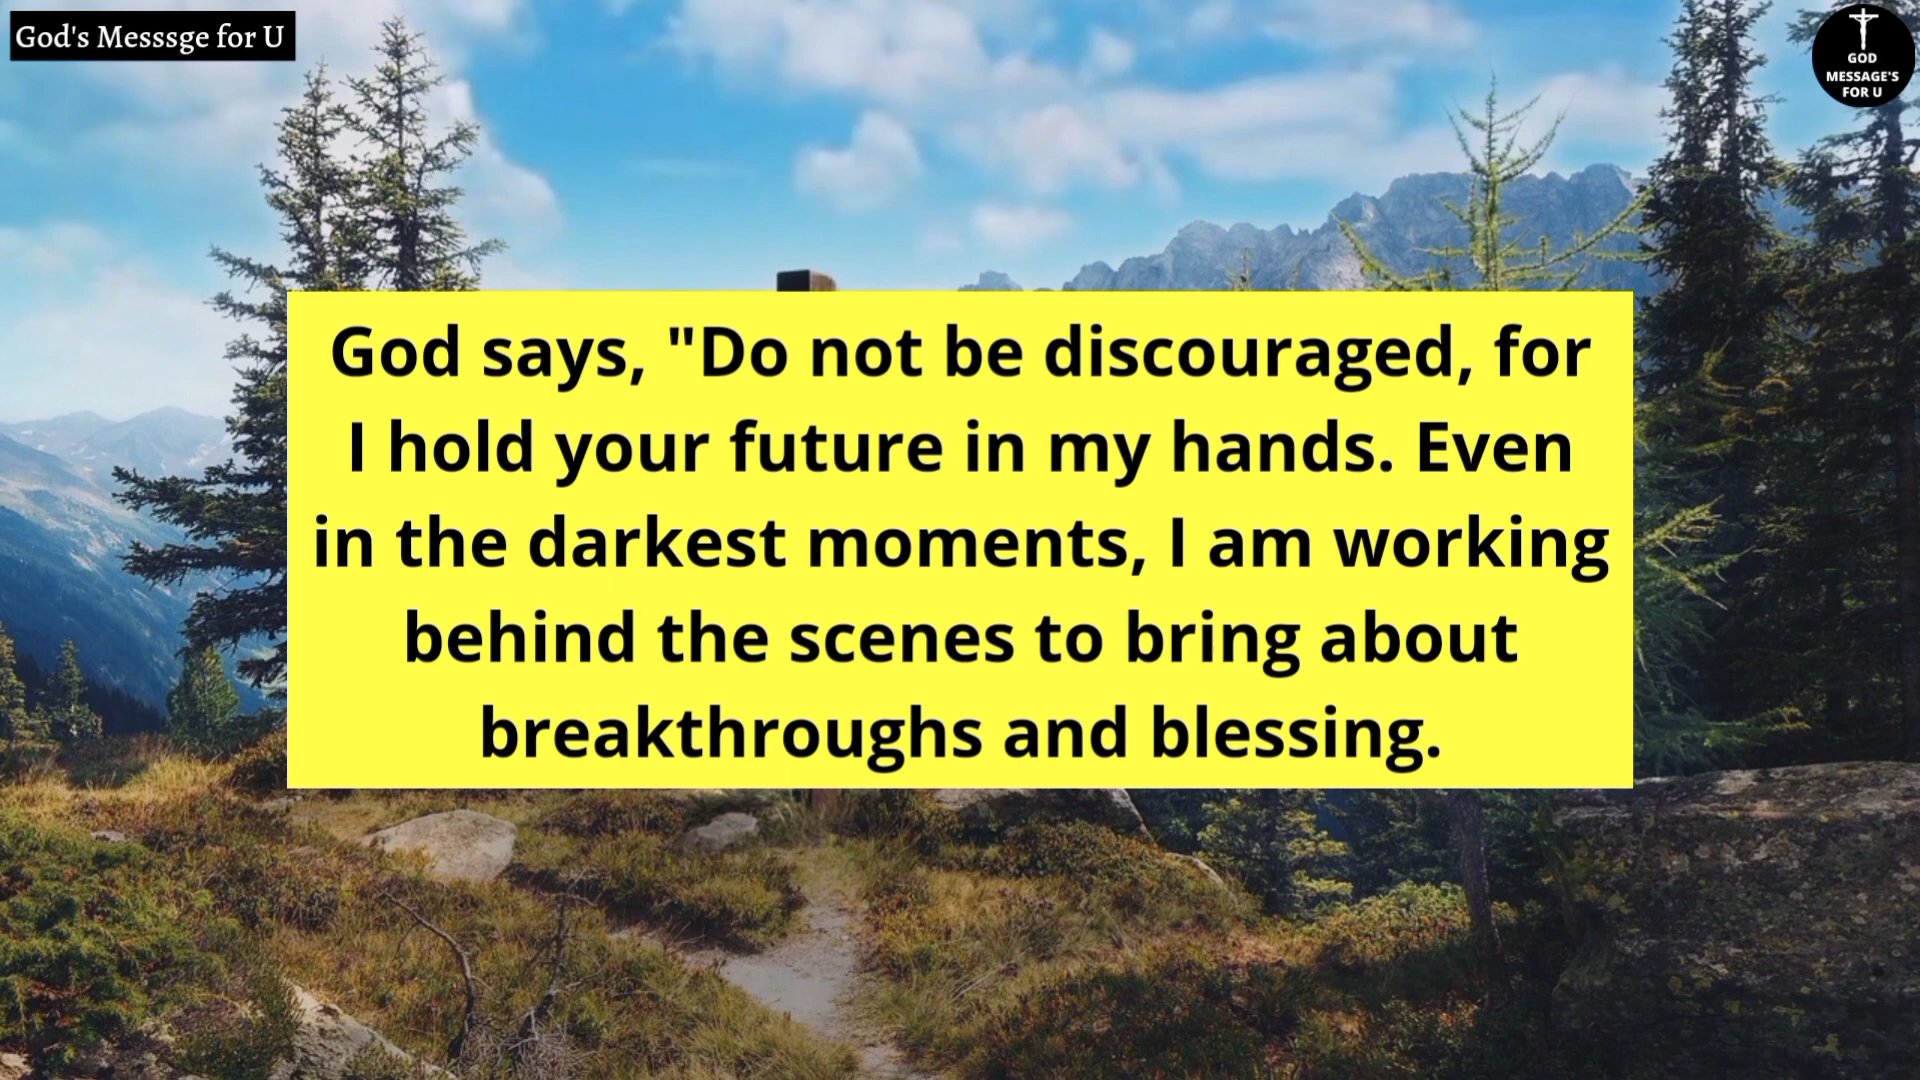 God's Messsge for U
GOD
MESSAGE'S
FOR U
God says, "Do not be discouraged, for
I hold your future in my hands. Even
in the darkest moments, I am working
behind the scenes to bring about
breakthroughs and blessing.